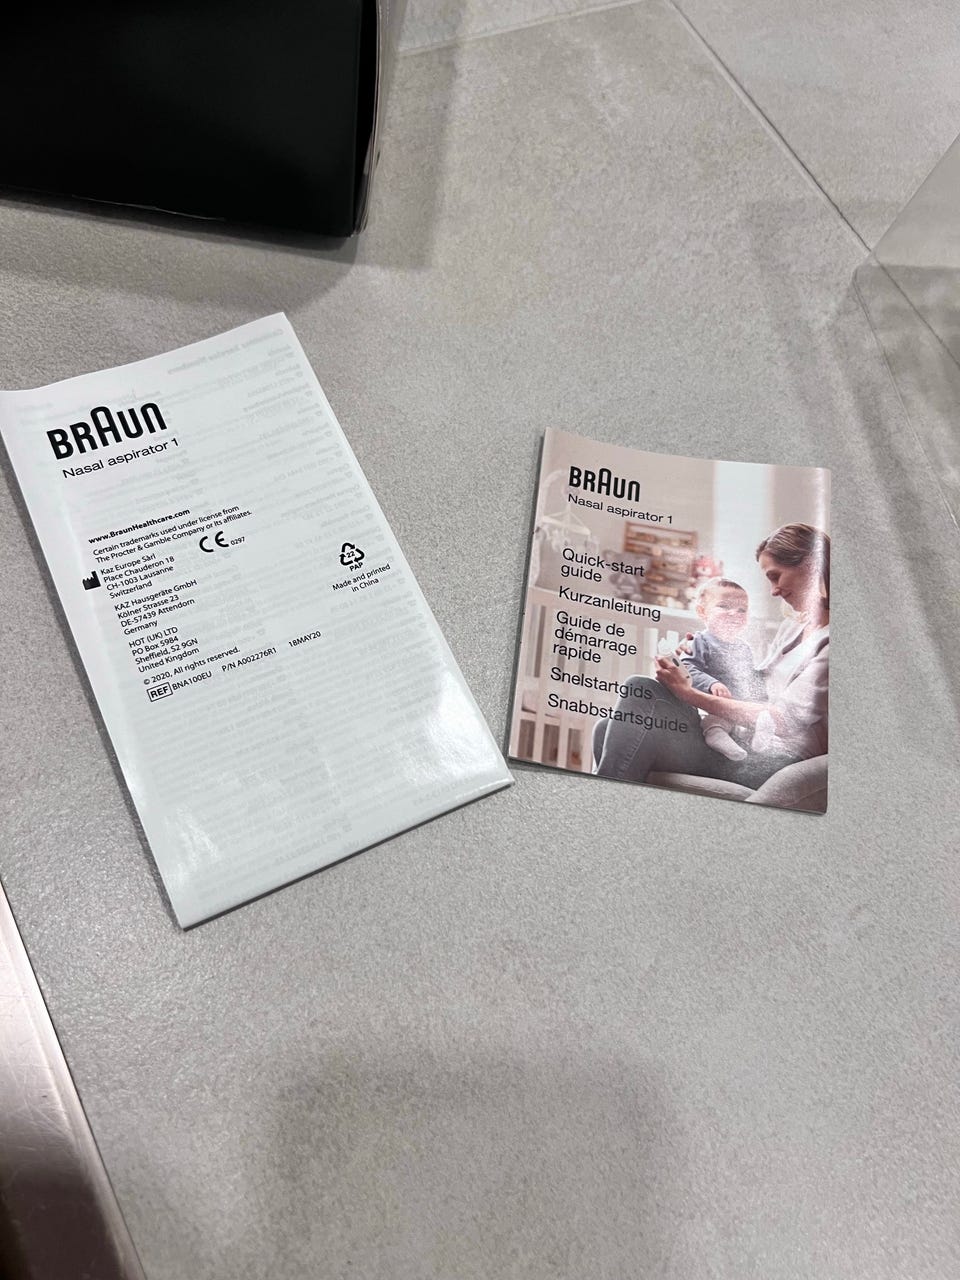 BRAUN
Nasal aspirator 1
www.BraunHealthcare.com
Certain trademarks used under license from
The Procter & Gamble Company or its affiliates.
Kaz Europe Sàrl
Place Chauderon 18
CH-1003 Lausanne
Switzerland
CE 0297
KAZ Hausgeräte GmbH
Kölner Strasse 23
DE-57439 Attendorn
Germany
22
PAP
Made and printed
in China
HOT (UK) LTD
PO Box 5984
Sheffield, S2 9GN
United Kingdom
© 2020, All rights reserved.
REF BNA100EU P/N A002276R1 18MAY20
BRAUN
Nasal aspirator 1
Quick-start
guide
Kurzanleitung
Guide de
démarrage
rapide
Snelstartgids
Snabbstartsguide